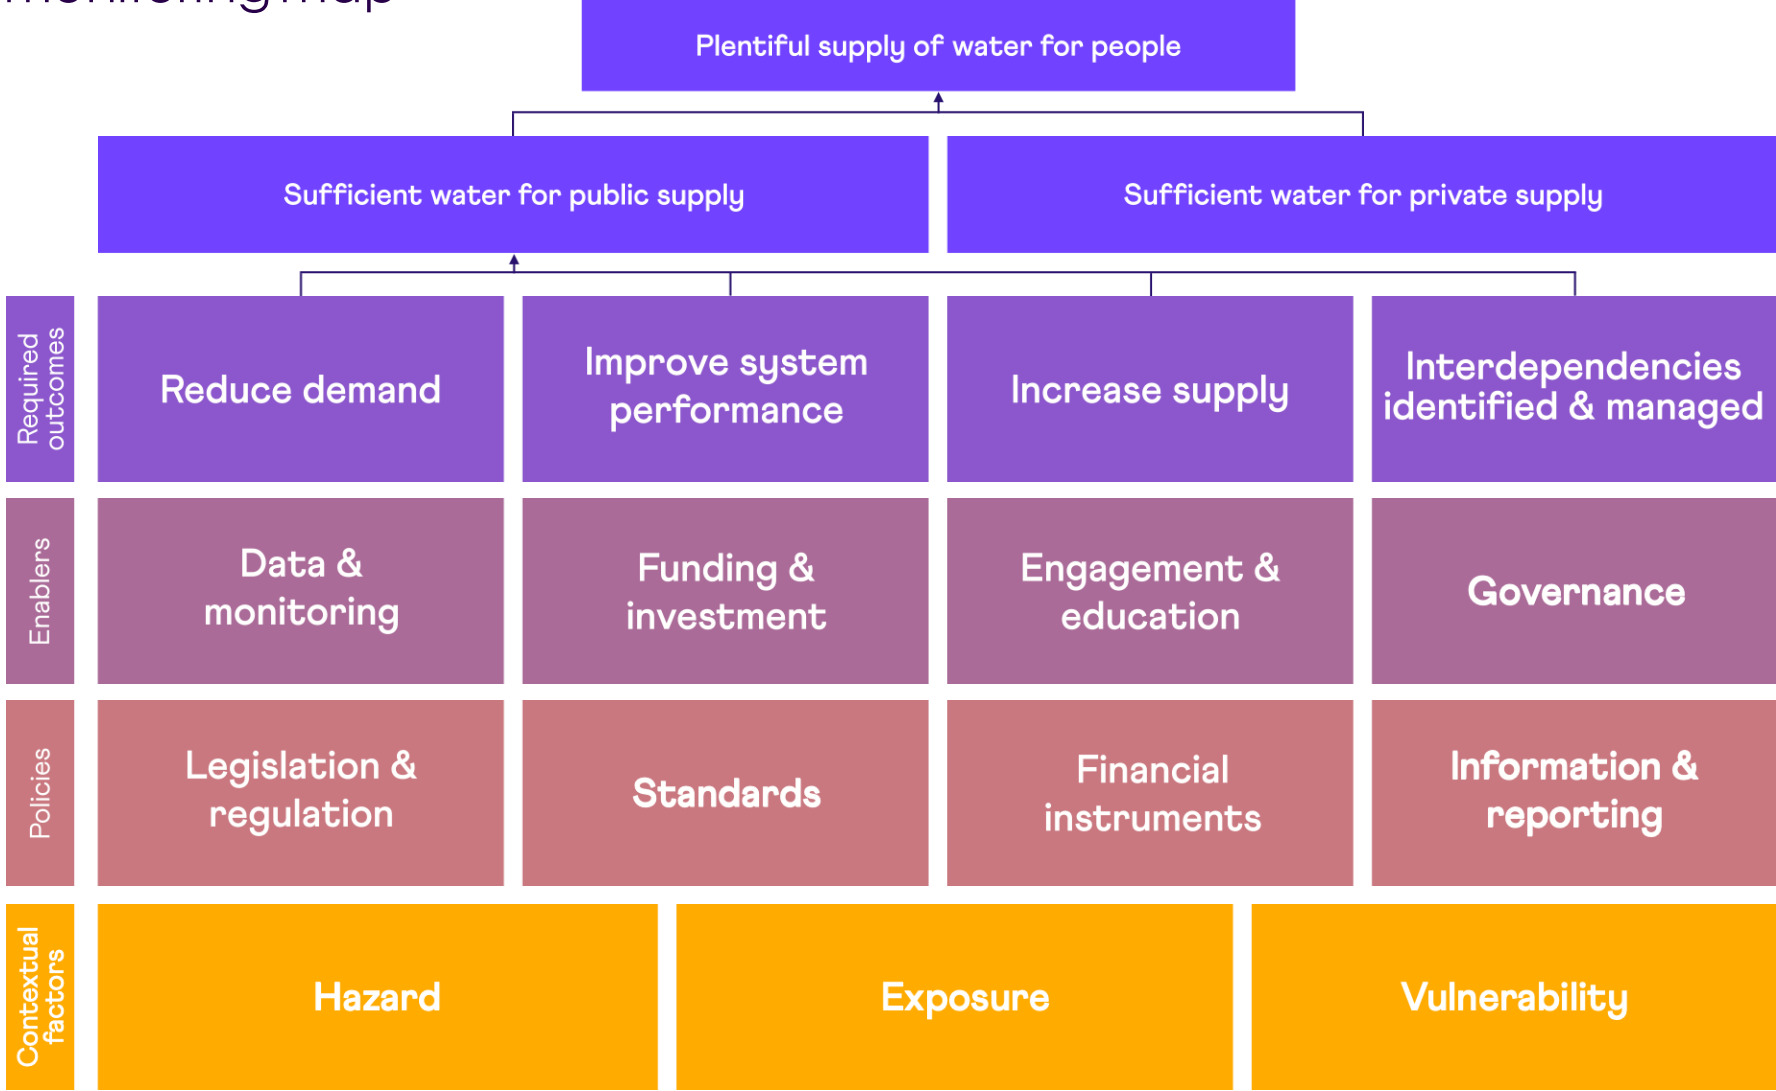 monitoring map
Plentiful supply of water for people
Sufficient water for public supply
Sufficient water for private supply
Required
outcomes
Reduce demand
Improve system
performance
Increase supply
Interdependencies
identified & managed
Enablers
Data &
monitoring
Funding &
investment
Engagement &
education
Governance
Policies
Legislation &
regulation
Standards
Financial
instruments
Information &
reporting
Contextual
factors
Hazard
Exposure
Vulnerability